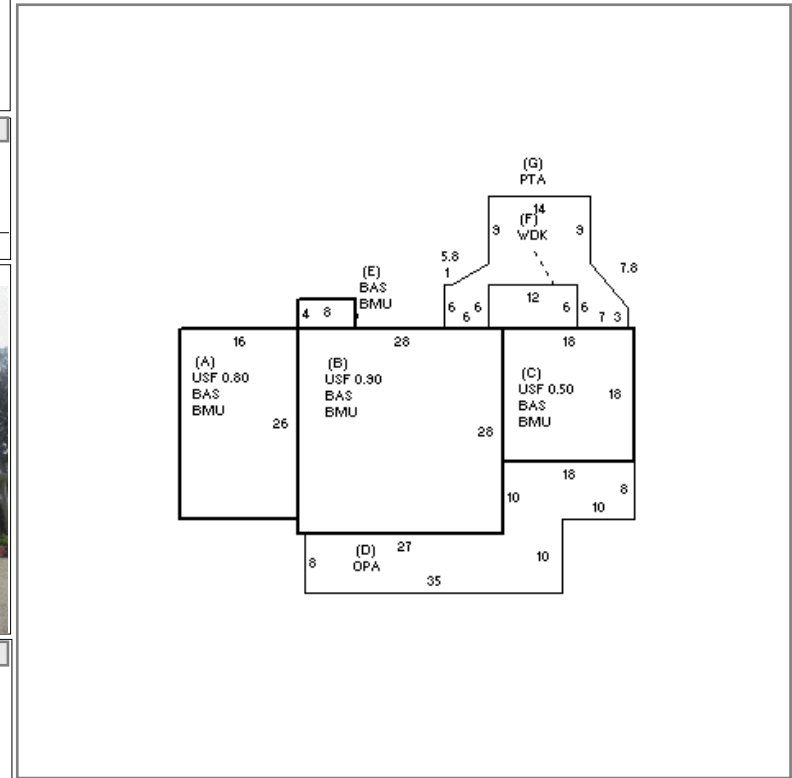 (G)
PTA
14
(F)
WDK
9
9
5.8
1
7.8
(E)
BAS
BMU
4 8
6 6 6
12
6 6 7 3
16
28
18
(A)
USF 0.80
BAS
BMU
26
(B)
USF 0.90
BAS
BMU
28
(C)
USF 0.50
BAS
BMU
18
18
10
8
10
27
(D)
OPA
8
10
35